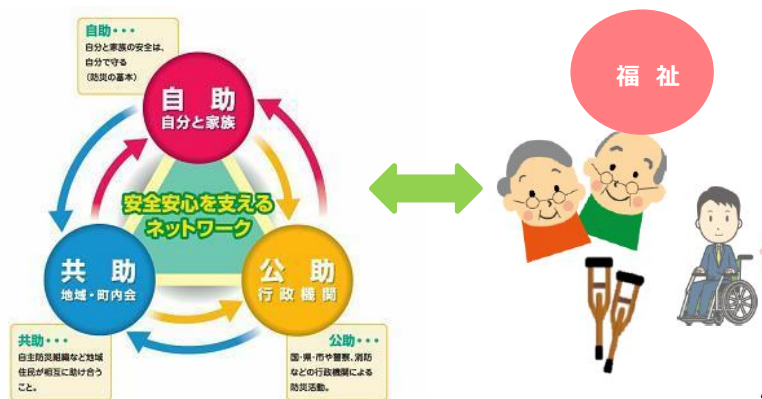 自助・・・
自分と家族の安全は、
自分で守る
（防災の基本）
自 助
自分と家族
福 祉
安全安心を支える
ネットワーク
共 助
地域・町内会
公 助
行政機関
共助・・・
自主防災組織など地域
住民が相互に助け合う
こと。
公助・・・
国・県・市や警察、消防
などの行政機関による
防災活動。